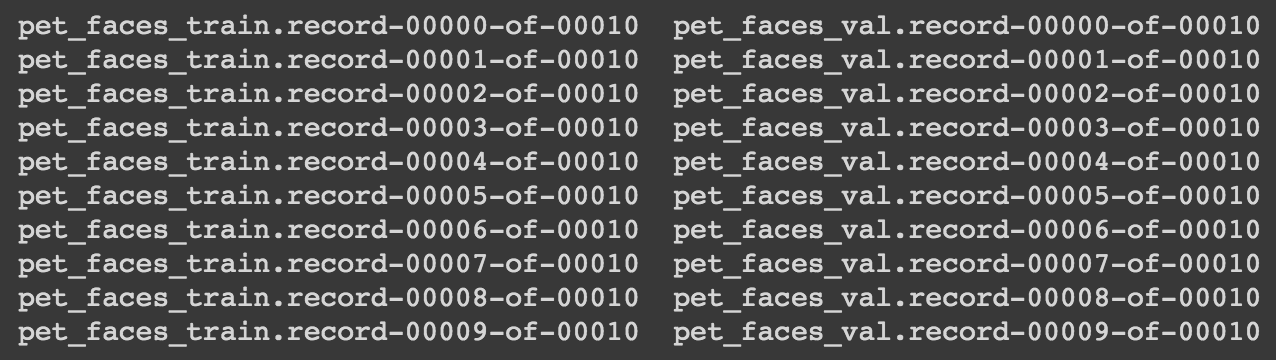 pet_faces_train.record-00000-of-00010  pet_faces_val.record-00000-of-00010
pet_faces_train.record-00001-of-00010  pet_faces_val.record-00001-of-00010
pet_faces_train.record-00002-of-00010  pet_faces_val.record-00002-of-00010
pet_faces_train.record-00003-of-00010  pet_faces_val.record-00003-of-00010
pet_faces_train.record-00004-of-00010  pet_faces_val.record-00004-of-00010
pet_faces_train.record-00005-of-00010  pet_faces_val.record-00005-of-00010
pet_faces_train.record-00006-of-00010  pet_faces_val.record-00006-of-00010
pet_faces_train.record-00007-of-00010  pet_faces_val.record-00007-of-00010
pet_faces_train.record-00008-of-00010  pet_faces_val.record-00008-of-00010
pet_faces_train.record-00009-of-00010  pet_faces_val.record-00009-of-00010